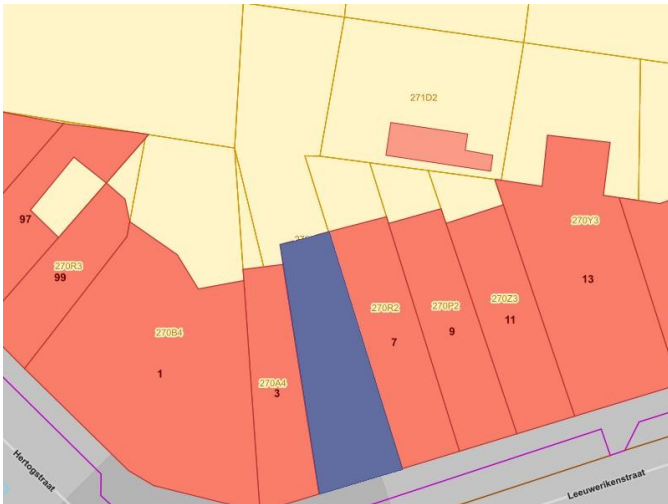 271D2
97
270R3
99
270B4
1
270A4
3
270R2
7
270P2
9
270Z3
11
270Y3
13
Hertogstraat
Leeuwerikenstraat